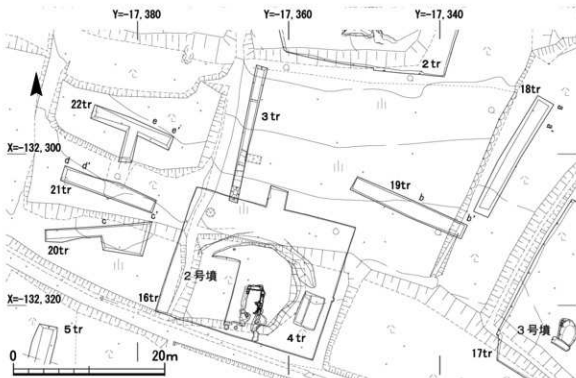 Y=-17,380
Y=-17,360
Y=-17,340
2tr
18tr
22tr
e
e'
3tr
a
a'
X=-132,300
d
d'
21tr
19tr
b
b'
c
c'
20tr
2号墳
X=-132,320
16tr
4tr
3号墳
5tr
17tr
0
20m